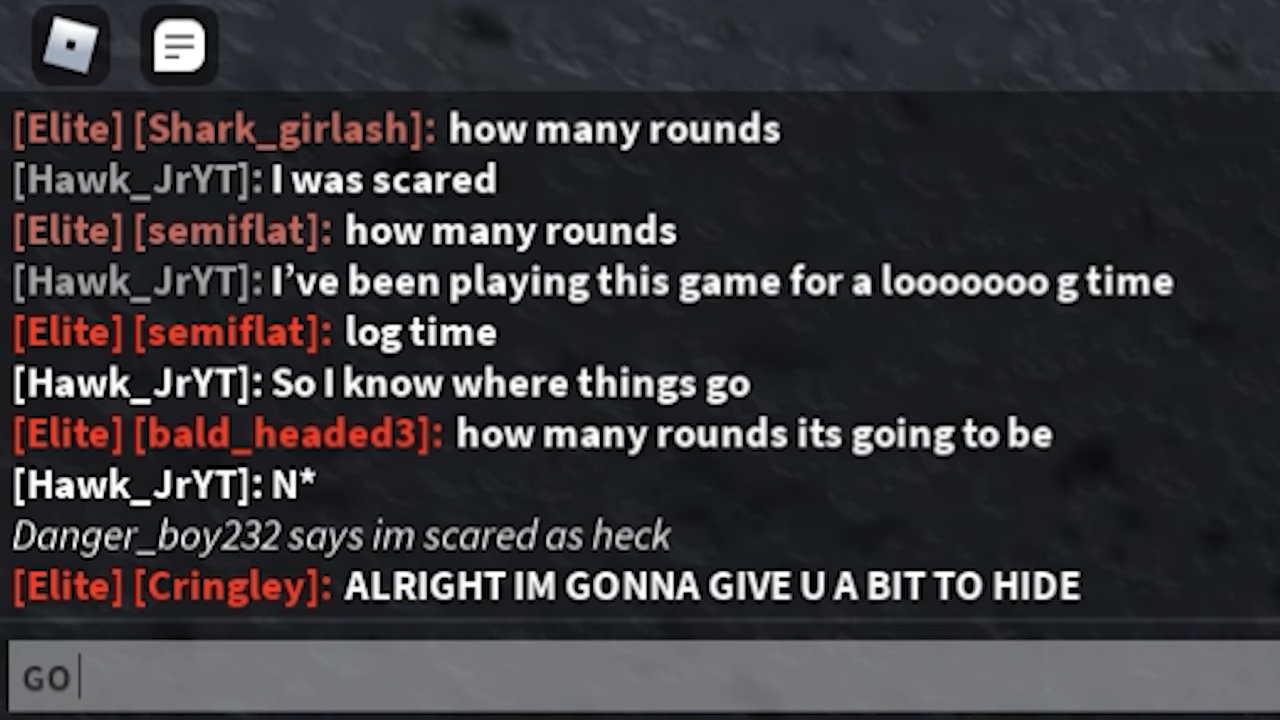 [Elite] [Shark_girlash]: how many rounds
[Hawk_JrYT]: I was scared
[Elite] [semiflat]: how many rounds
[Hawk_JrYT]: I’ve been playing this game for a looooooo g time
[Elite] [semiflat]: log time
[Hawk_JrYT]: So I know where things go
[Elite] [bald_headed3]: how many rounds its going to be
[Hawk_JrYT]: N*
Danger_boy232 says im scared as heck
[Elite] [Cringley]: ALRIGHT IM GONNA GIVE U A BIT TO HIDE
GO